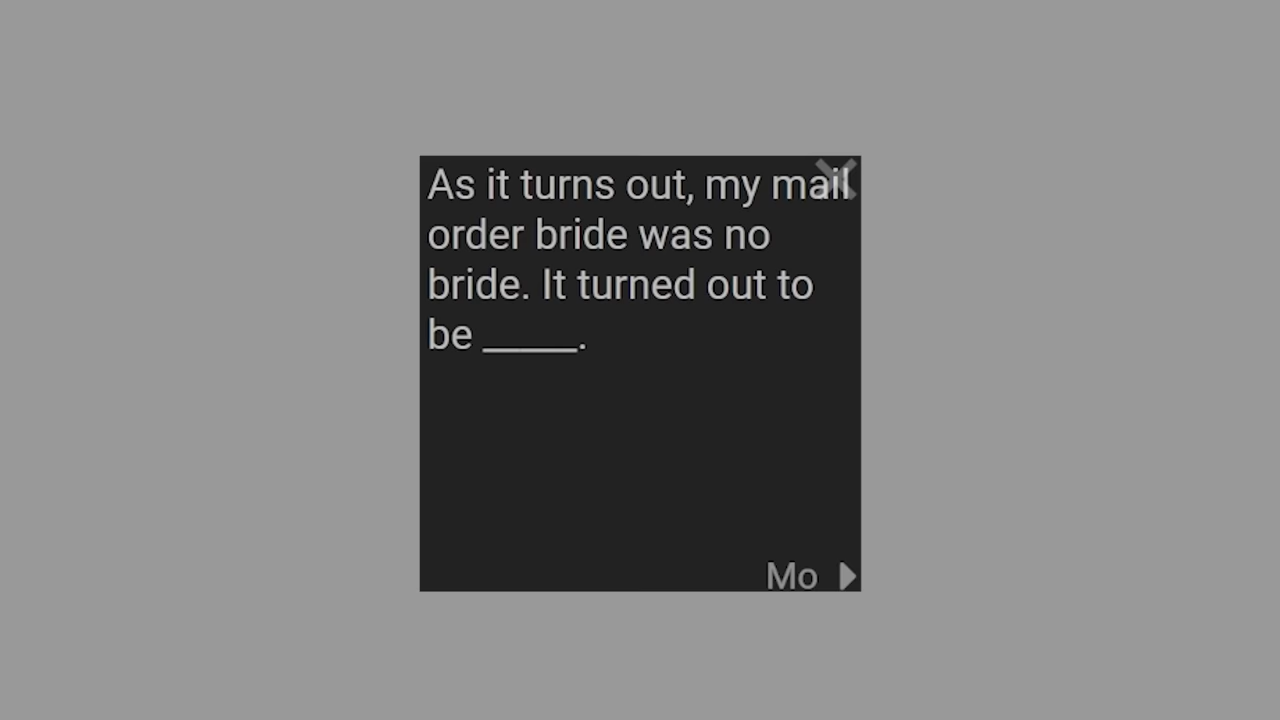 As it turns out, my mail
order bride was no
bride. It turned out to
be _____.
Mo